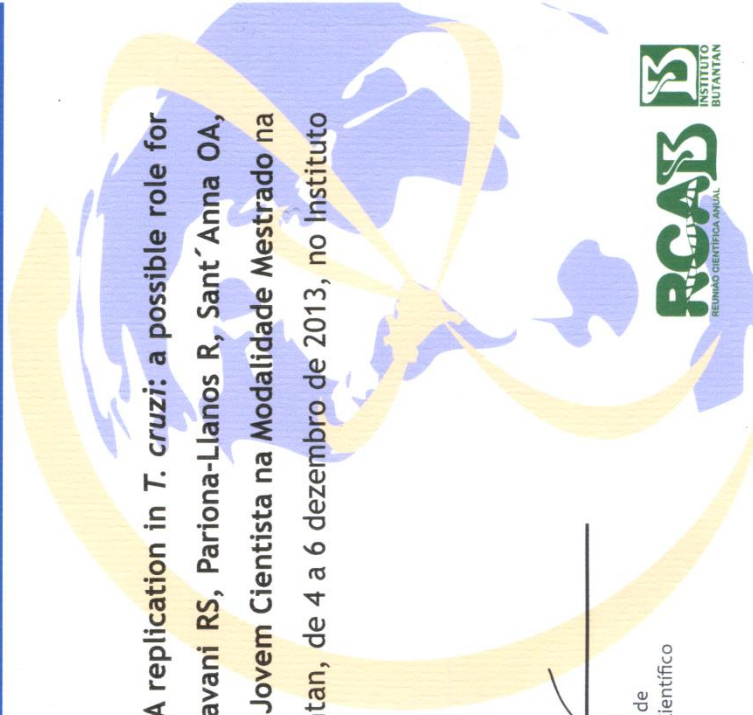 A replication in T. cruzi: a possible role for
avani RS, Pariona-Llanos R, Sant´Anna OA,
Jovem Cientista na Modalidade Mestrado na
tan, de 4 a 6 dezembro de 2013, no Instituto
de
ientífico
RCAB
REUNIÃO CIENTÍFICA ANUAL
INSTITUTO
BUTANTAN